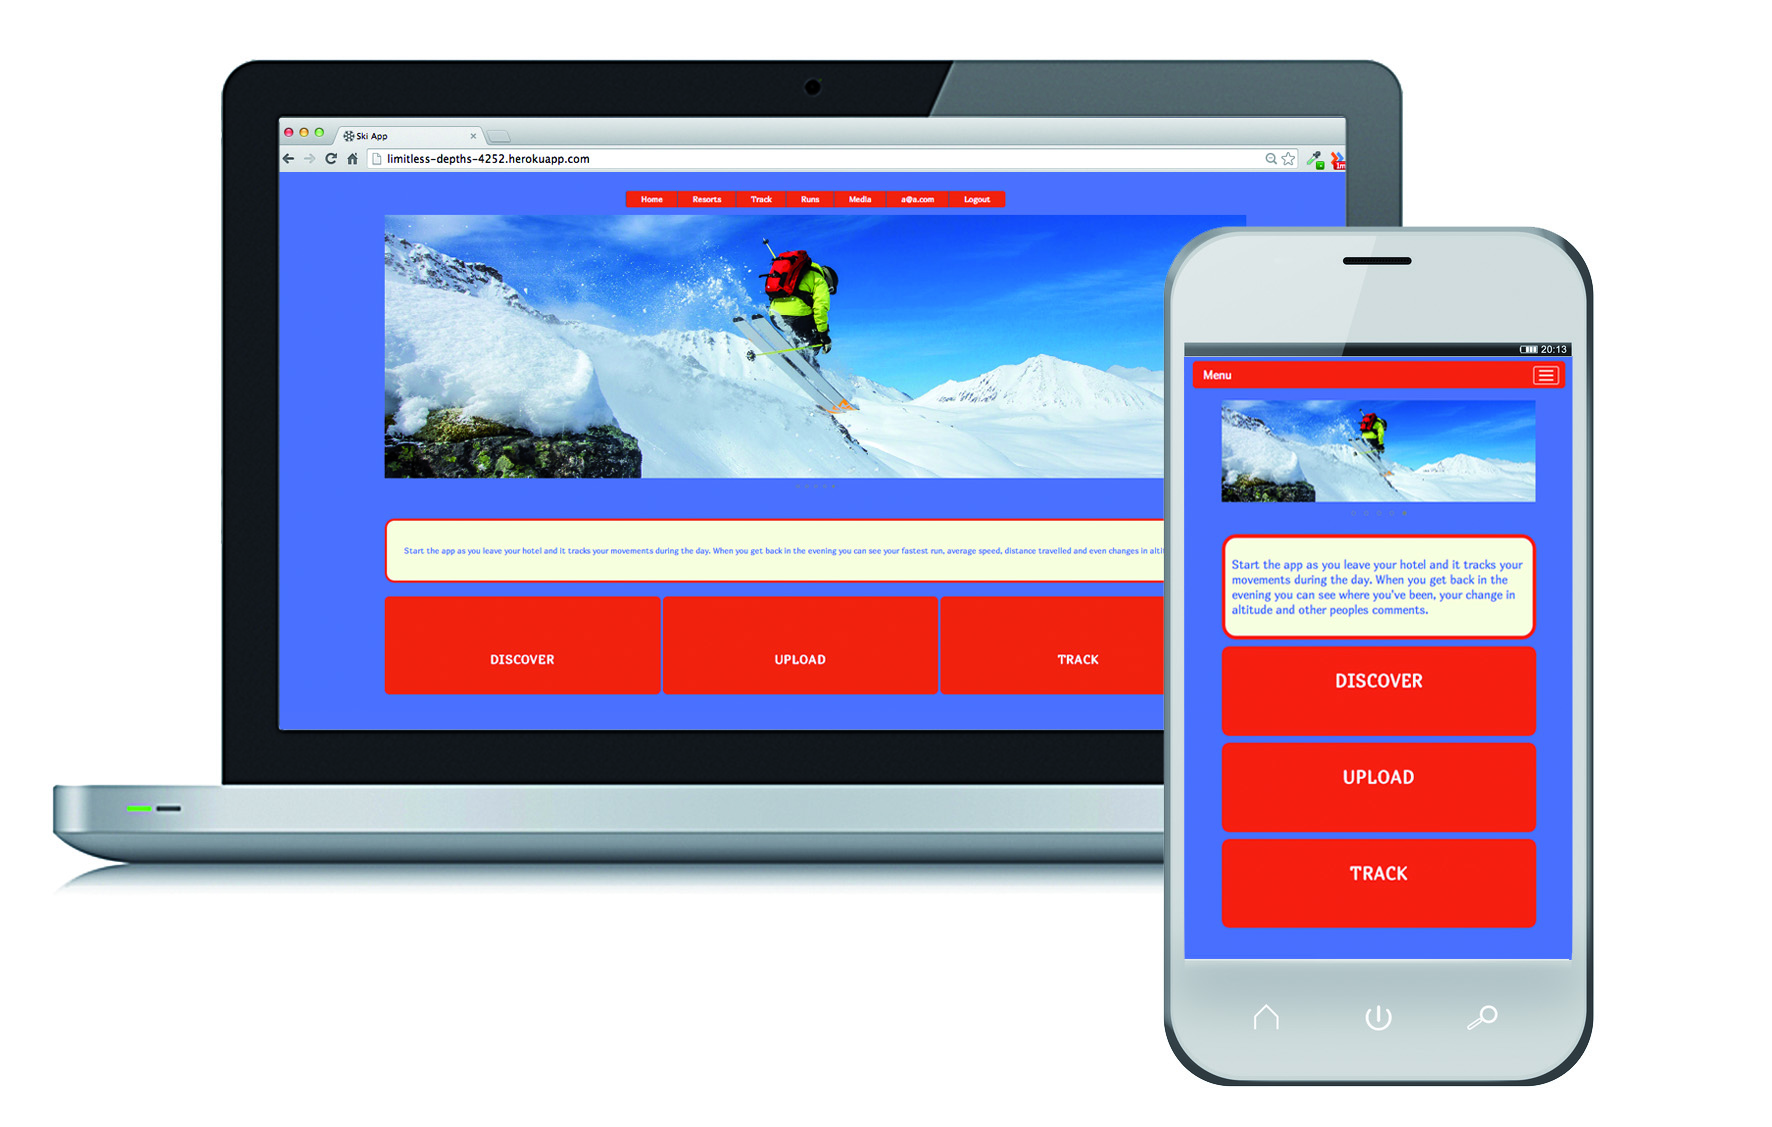 Ski App
limitless-depths-4252.herokuapp.com
Home Resorts Track Runs Media a@a.com Logout
Start the app as you leave your hotel and it tracks your movements during the day. When you get back in the evening you can see your fastest run, average speed, distance travelled and even changes in
DISCOVER UPLOAD TRACK
20:13
Menu
Start the app as you leave your hotel and it tracks your
movements during the day. When you get back in the
evening you can see where you've been, your change in
altitude and other peoples comments.
DISCOVER
UPLOAD
TRACK